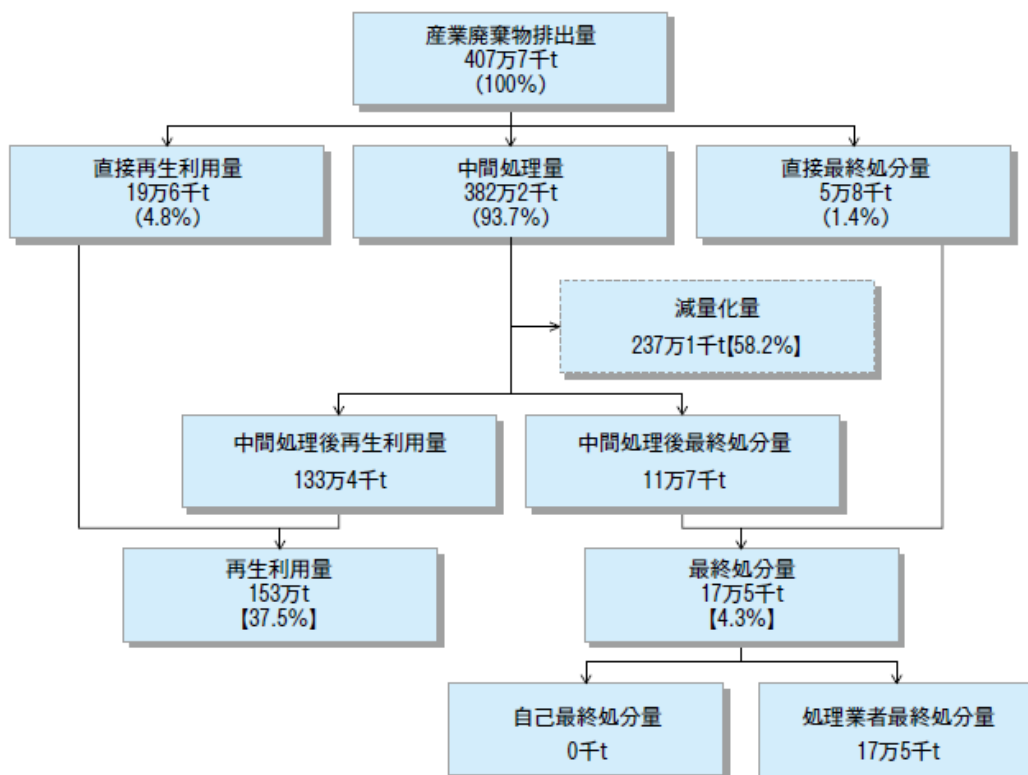 産業廃棄物排出量
407万7千t
(100%)
直接再生利用量
19万6千t
(4.8%)
中間処理量
382万2千t
(93.7%)
直接最終処分量
5万8千t
(1.4%)
減量化量
237万1千t【58.2%】
中間処理後再生利用量
133万4千t
中間処理後最終処分量
11万7千t
再生利用量
153万t
【37.5%】
最終処分量
17万5千t
【4.3%】
自己最終処分量
0千t
処理業者最終処分量
17万5千t